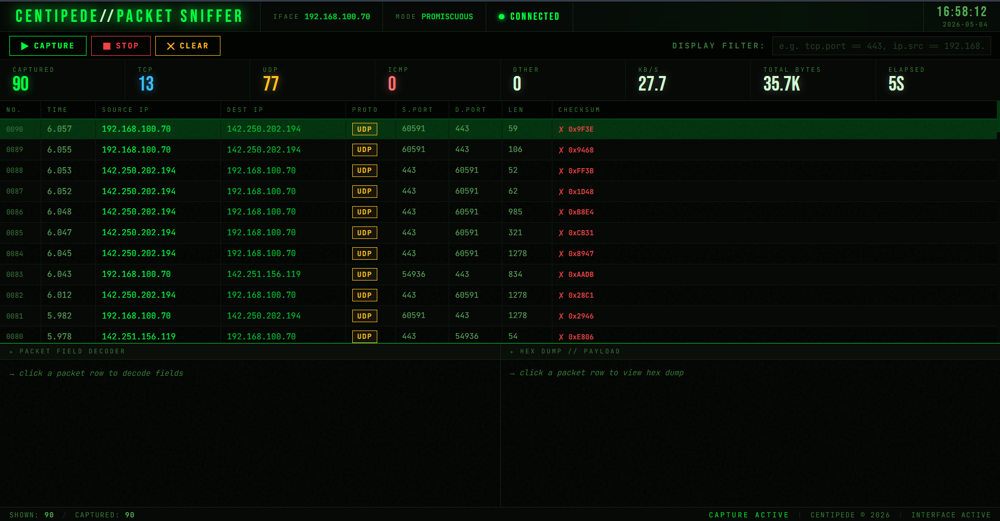 CENTIPEDE//PACKET SNIFFER IFACE 192.168.100.70 MODE PROMISCUOUS CONNECTED 16:58:12
2026-05-04
CAPTURE STOP CLEAR DISPLAY FILTER: e.g. tcp.port == 443, ip.src == 192.168.
CAPTURED TCP UDP ICMP OTHER KB/S TOTAL BYTES ELAPSED
90 13 77 0 0 27.7 35.7K 5S
NO. TIME SOURCE IP DEST IP PROTO S.PORT D.PORT LEN CHECKSUM
0090 6.057 192.168.100.70 142.250.202.194 UDP 60591 443 59 ✗ 0x9F3E
0089 6.055 192.168.100.70 142.250.202.194 UDP 60591 443 106 ✗ 0x9468
0088 6.053 142.250.202.194 192.168.100.70 UDP 443 60591 52 ✗ 0xFF3B
0087 6.052 142.250.202.194 192.168.100.70 UDP 443 60591 62 ✗ 0x1D48
0086 6.048 142.250.202.194 192.168.100.70 UDP 443 60591 985 ✗ 0xB8E4
0085 6.047 142.250.202.194 192.168.100.70 UDP 443 60591 321 ✗ 0xCB31
0084 6.045 142.250.202.194 192.168.100.70 UDP 443 60591 1278 ✗ 0x8947
0083 6.043 192.168.100.70 142.251.156.119 UDP 54936 443 834 ✗ 0xAADB
0082 6.012 142.250.202.194 192.168.100.70 UDP 443 60591 1278 ✗ 0x28C1
0081 5.982 192.168.100.70 142.250.202.194 UDP 60591 443 1278 ✗ 0x2946
0080 5.978 142.251.156.119 192.168.100.70 UDP 443 54936 54 ✗ 0xE806
▸ PACKET FIELD DECODER
→ click a packet row to decode fields
▸ HEX DUMP // PAYLOAD
→ click a packet row to view hex dump
SHOWN: 90 / CAPTURED: 90 CAPTURE ACTIVE | CENTIPEDE © 2026 | INTERFACE ACTIVE